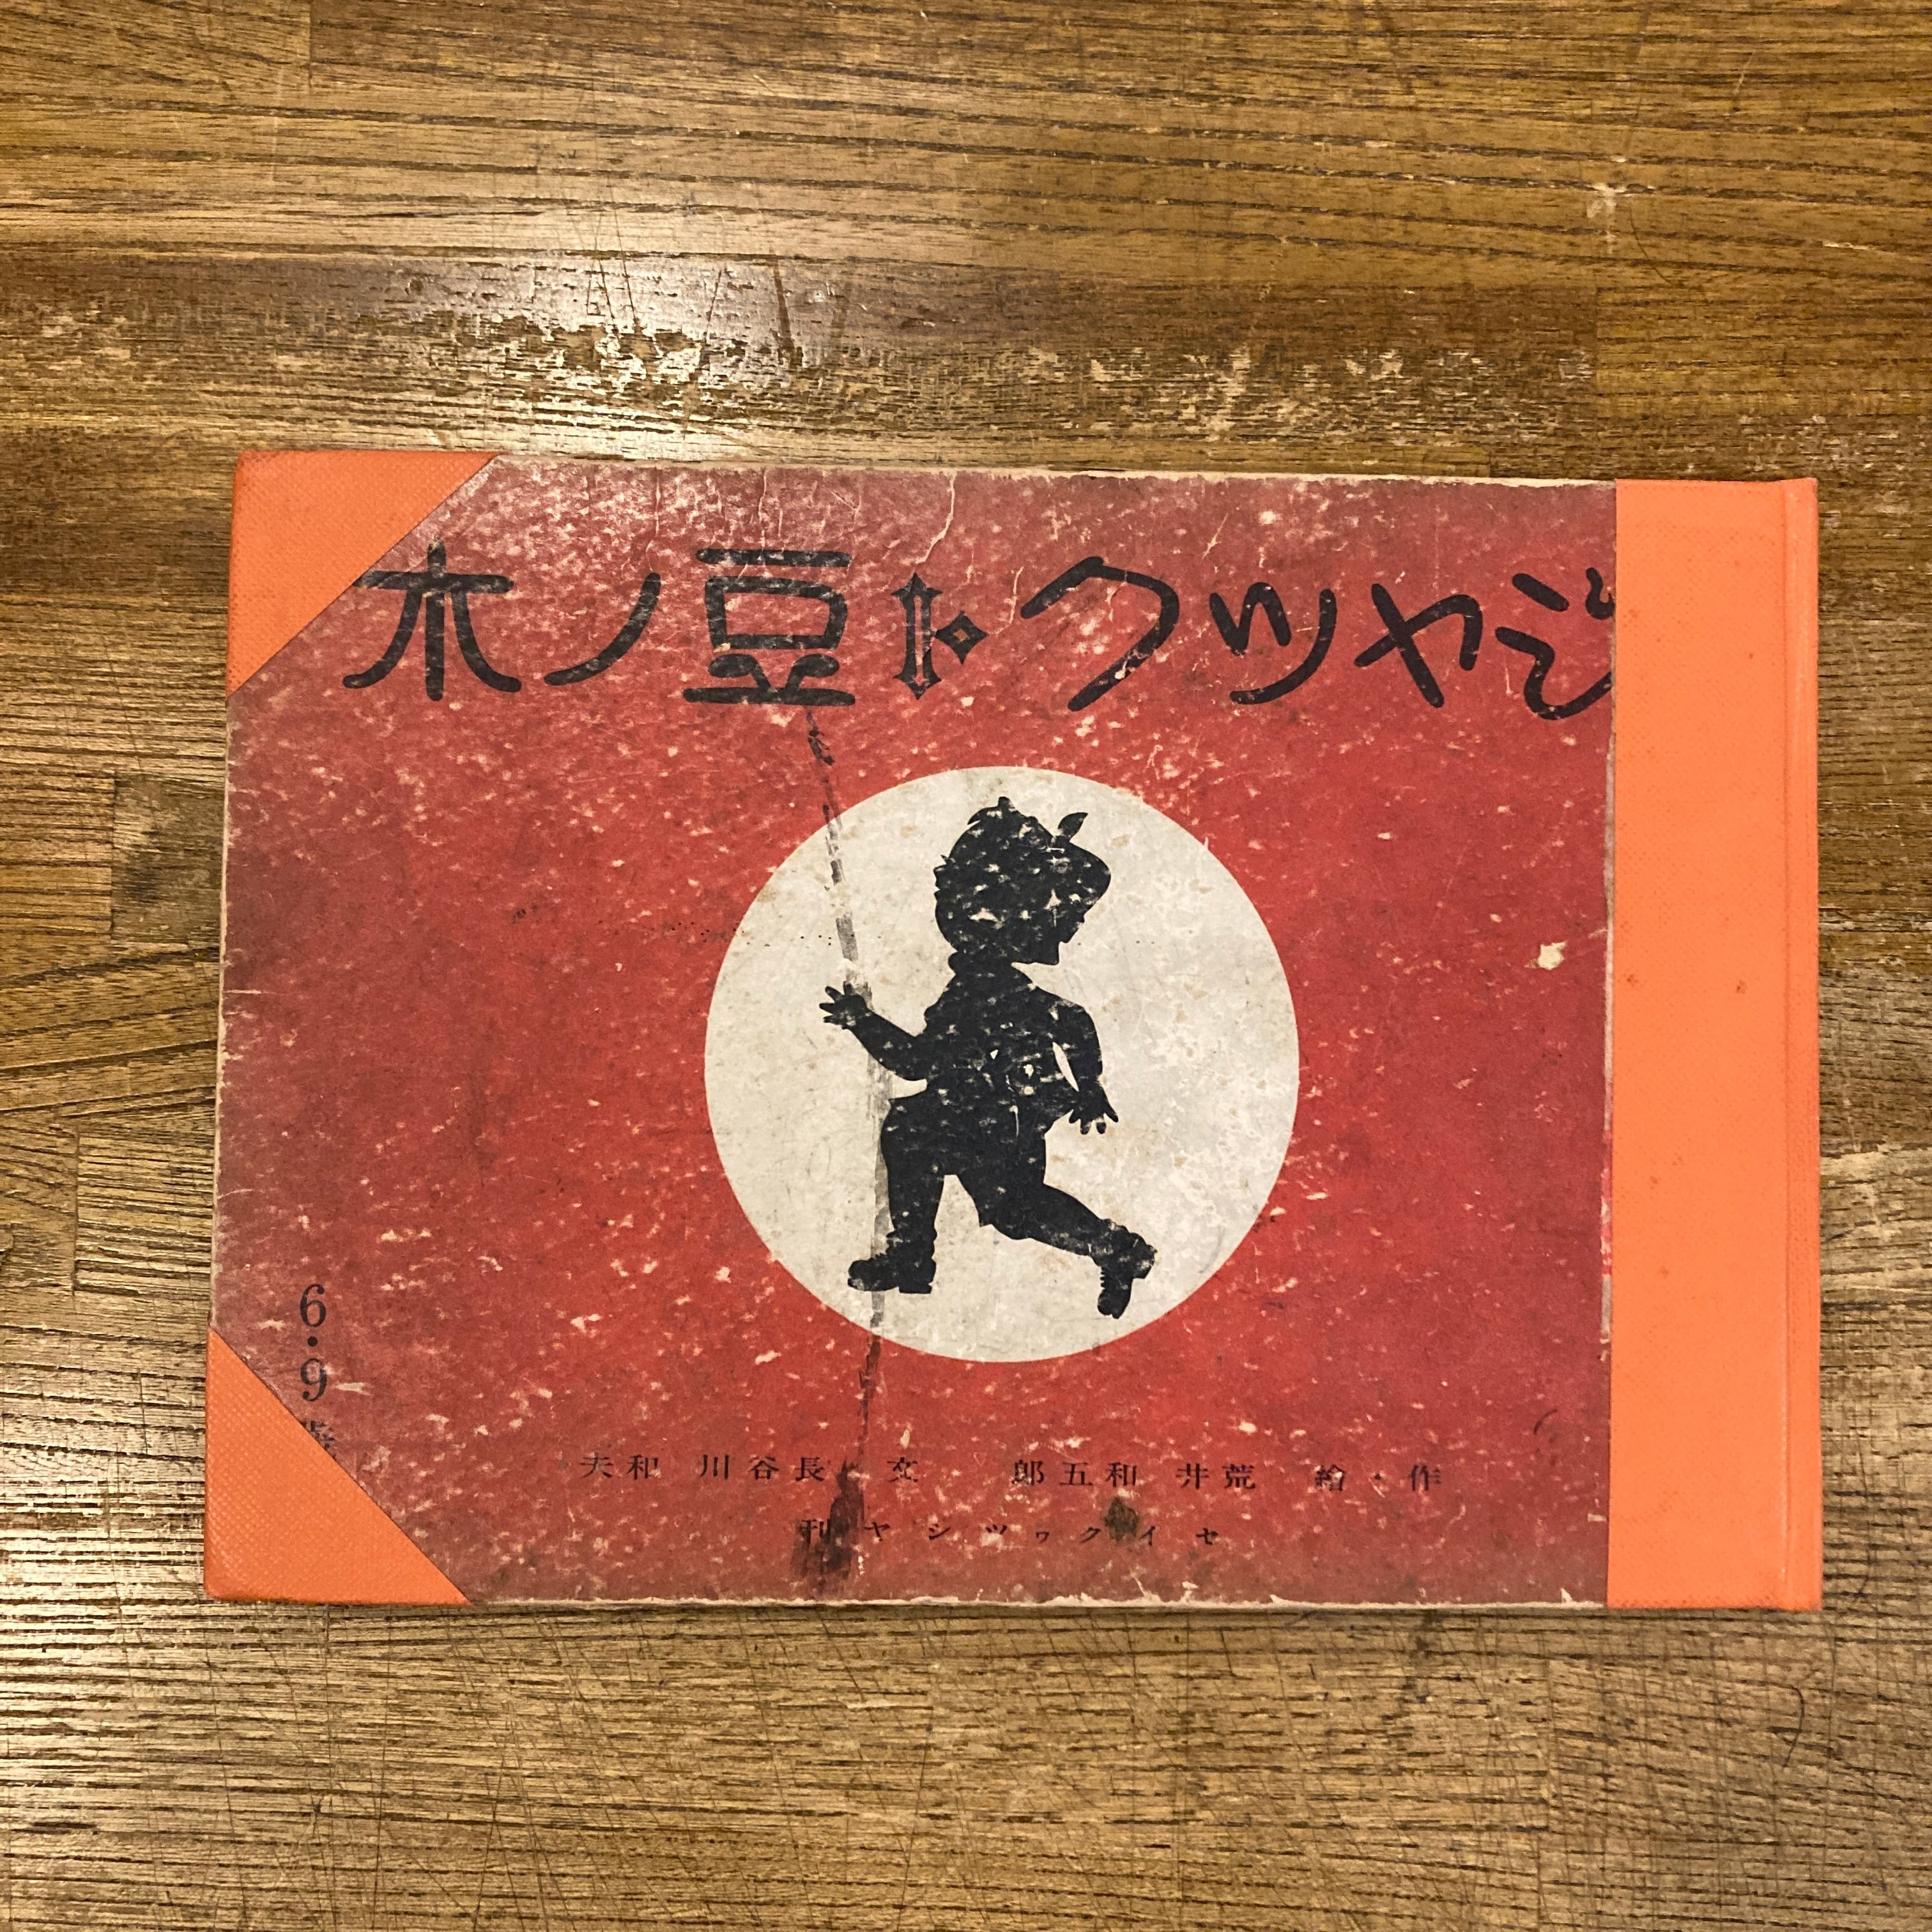 ジヤツクト豆ノ木
6・9
作・繪 荒井 和五郎 文 長谷川 和夫
セイクヮツシヤ刊